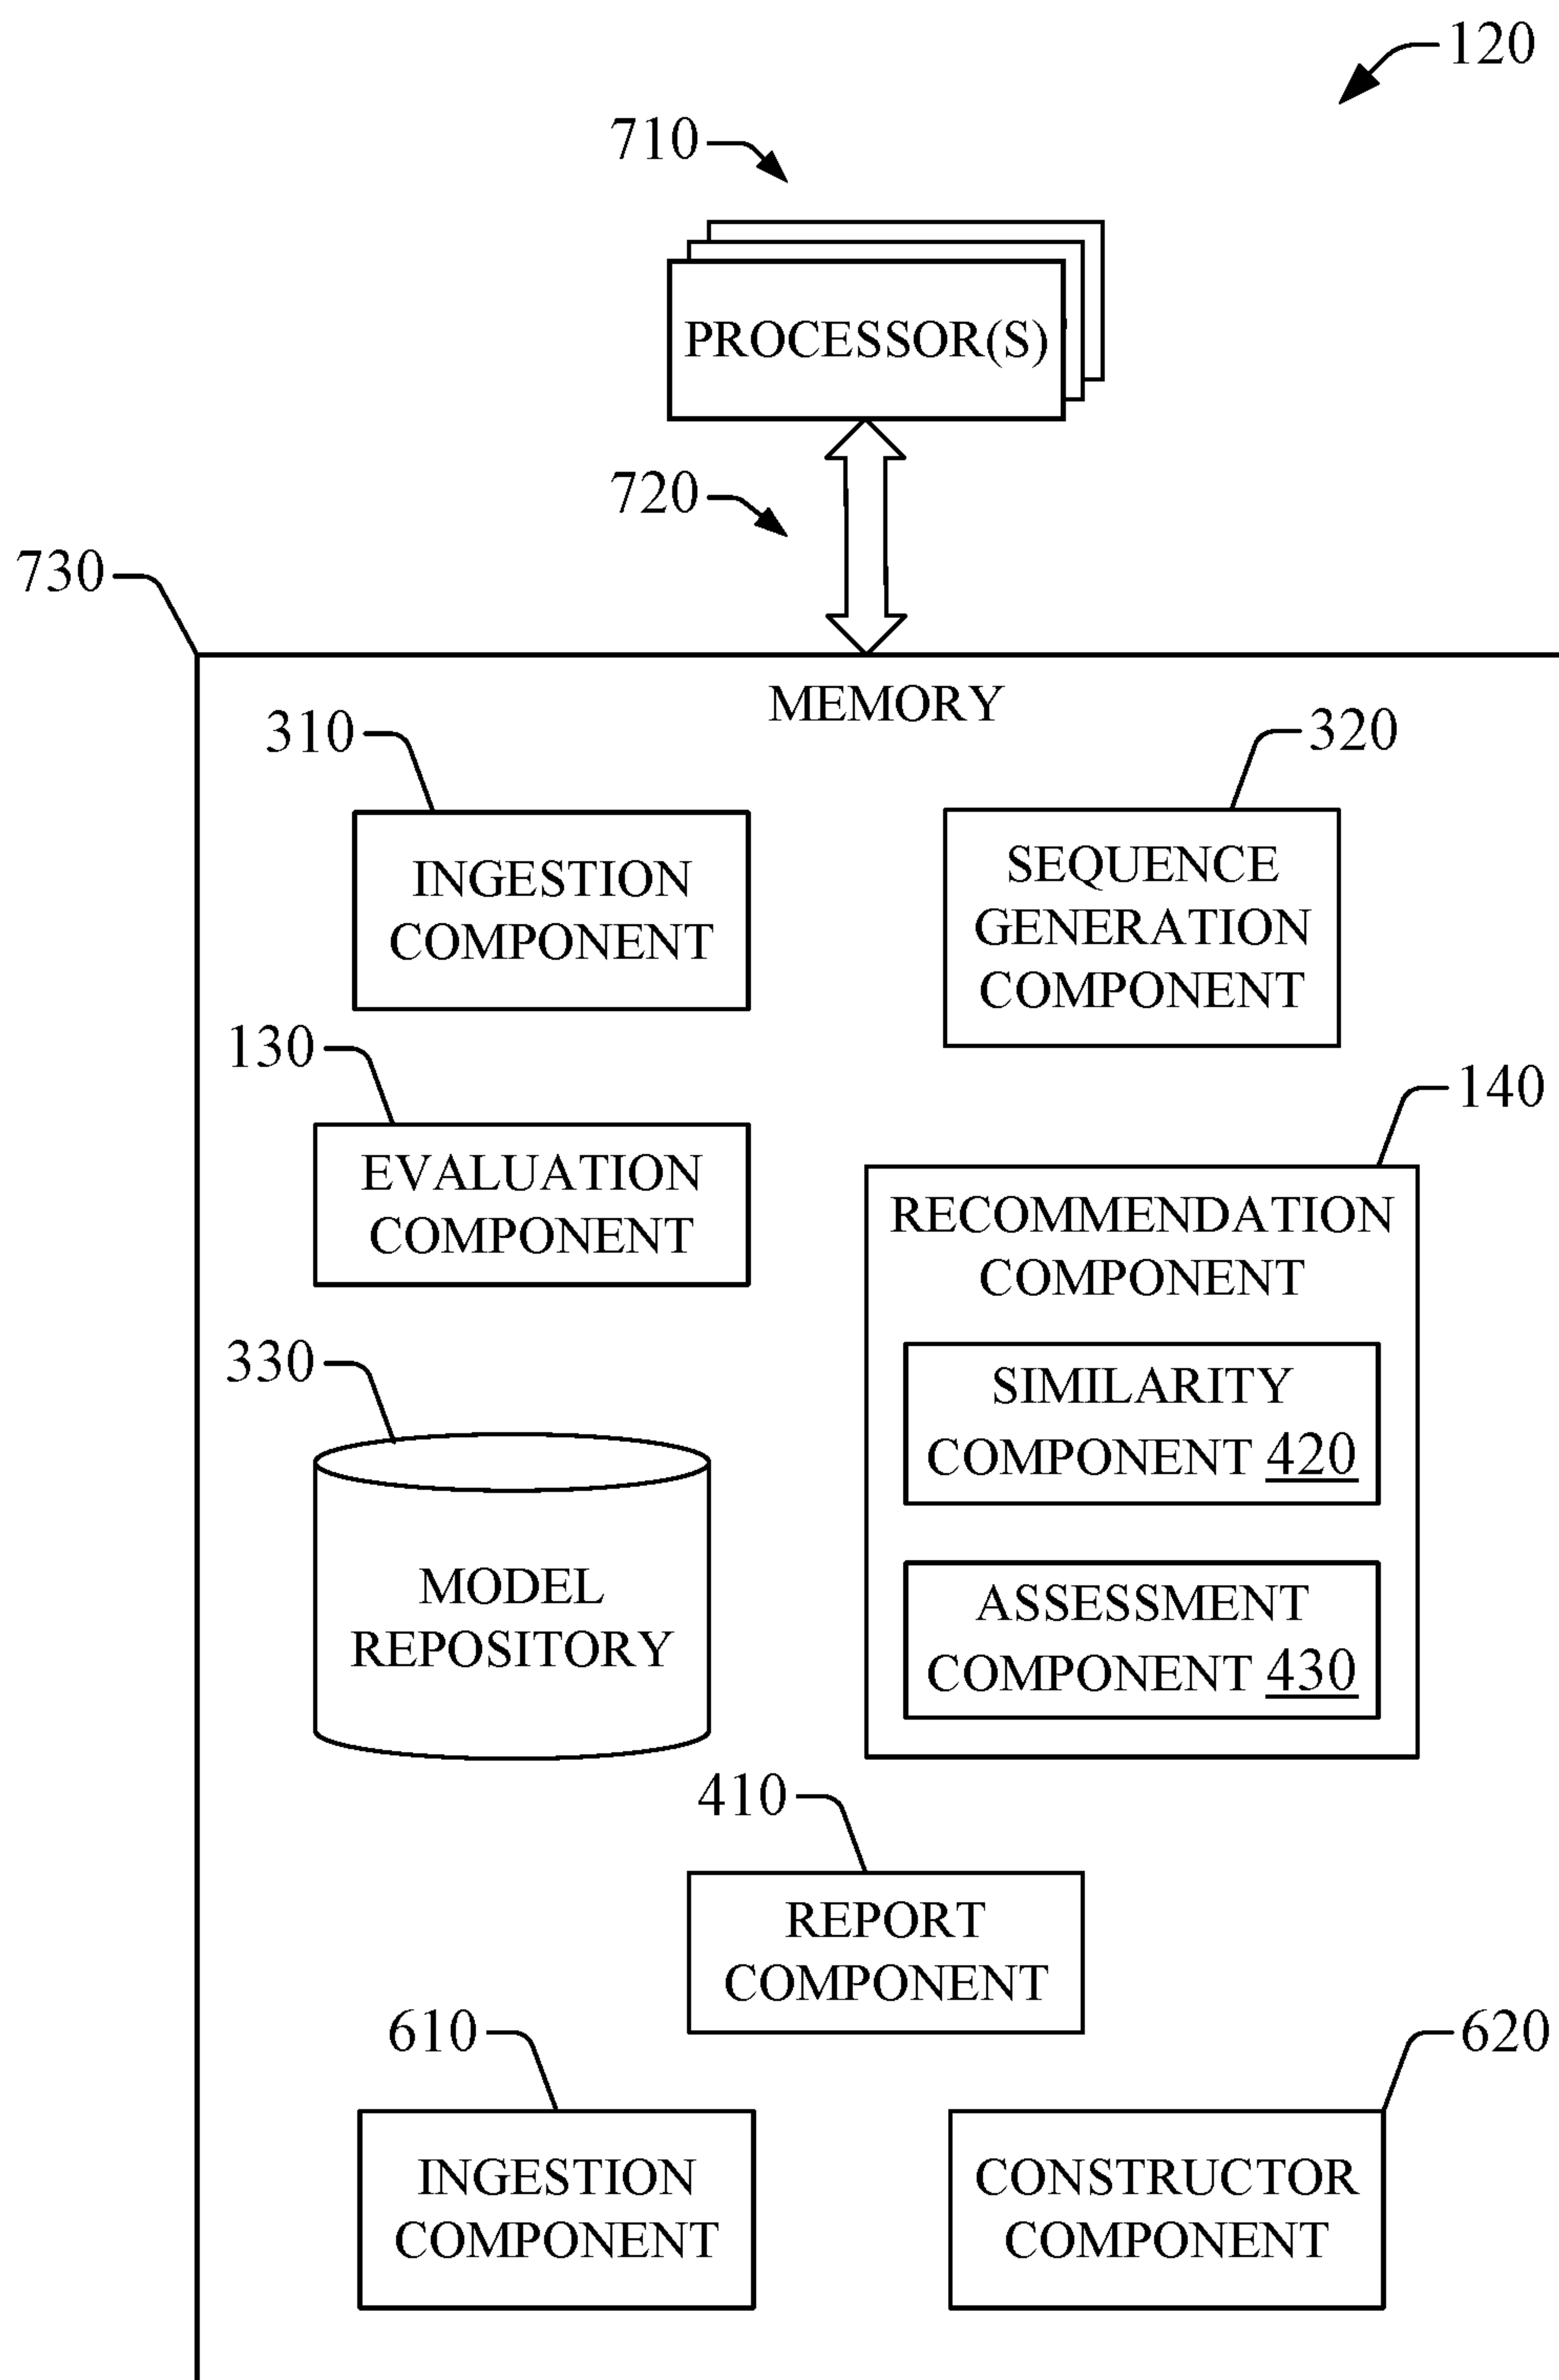 120
710
PROCESSOR(S)
720
730
MEMORY
310
320
INGESTION
COMPONENT
SEQUENCE
GENERATION
COMPONENT
130
140
EVALUATION
COMPONENT
RECOMMENDATION
COMPONENT
330
SIMILARITY
COMPONENT 420
MODEL
REPOSITORY
ASSESSMENT
COMPONENT 430
410
REPORT
COMPONENT
610
620
INGESTION
COMPONENT
CONSTRUCTOR
COMPONENT